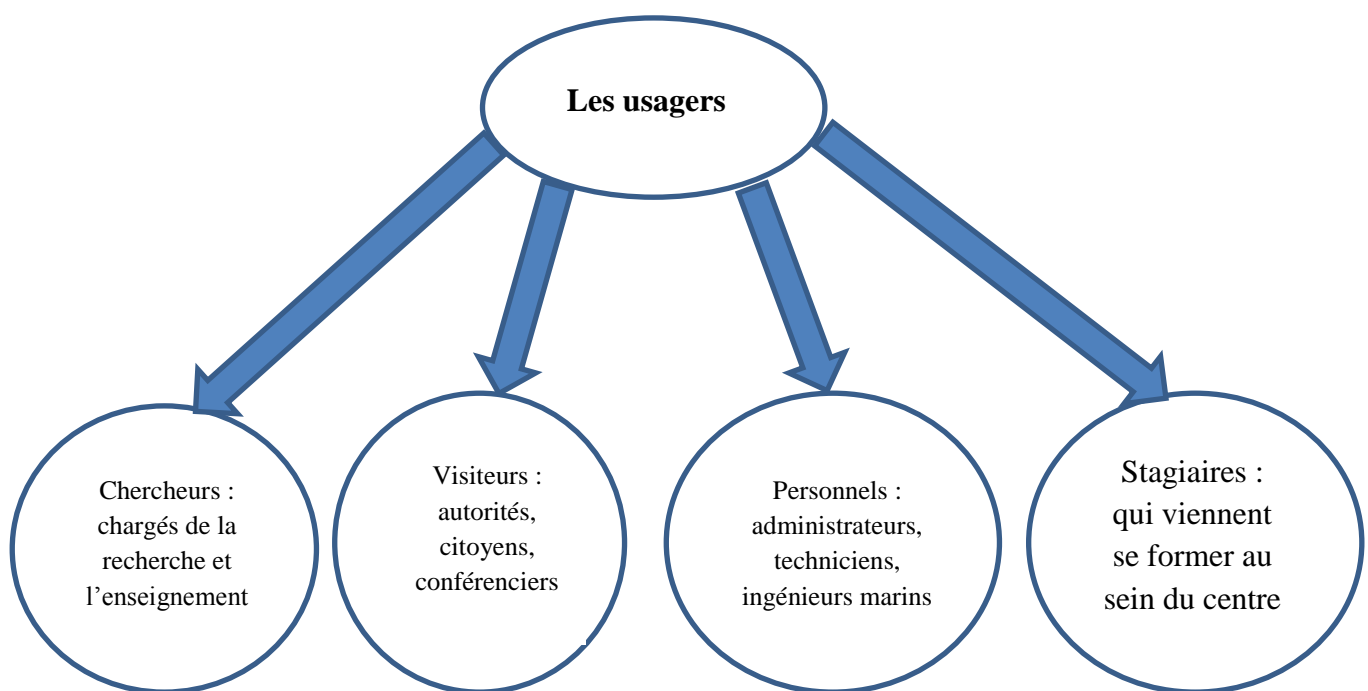 Les usagers
Chercheurs :
chargés de la
recherche et
l’enseignement
Visiteurs :
autorités,
citoyens,
conférenciers
Personnels :
administrateurs,
techniciens,
ingénieurs marins
Stagiaires :
qui viennent
se former au
sein du centre